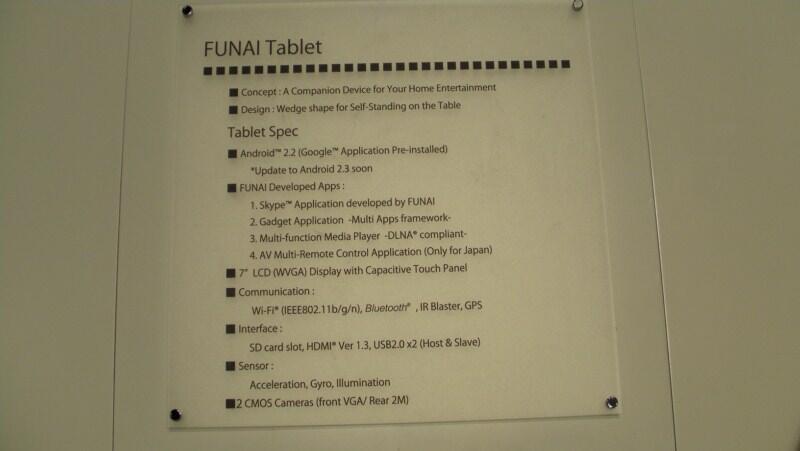 FUNAI Tablet
■ Concept : A Companion Device for Your Home Entertainment
■ Design : Wedge shape for Self-Standing on the Table
Tablet Spec
■ Android™ 2.2 (Google™ Application Pre-installed)
*Update to Android 2.3 soon
■ FUNAI Developed Apps :
1. Skype™ Application developed by FUNAI
2. Gadget Application -Multi Apps framework-
3. Multi-function Media Player -DLNA® compliant-
4. AV Multi-Remote Control Application (Only for Japan)
■ 7" LCD (WVGA) Display with Capacitive Touch Panel
■ Communication :
Wi-Fi® (IEEE802.11b/g/n), Bluetooth® , IR Blaster, GPS
■ Interface :
SD card slot, HDMI® Ver 1.3, USB2.0 x2 (Host & Slave)
■ Sensor :
Acceleration, Gyro, Illumination
■2 CMOS Cameras (front VGA/ Rear 2M)